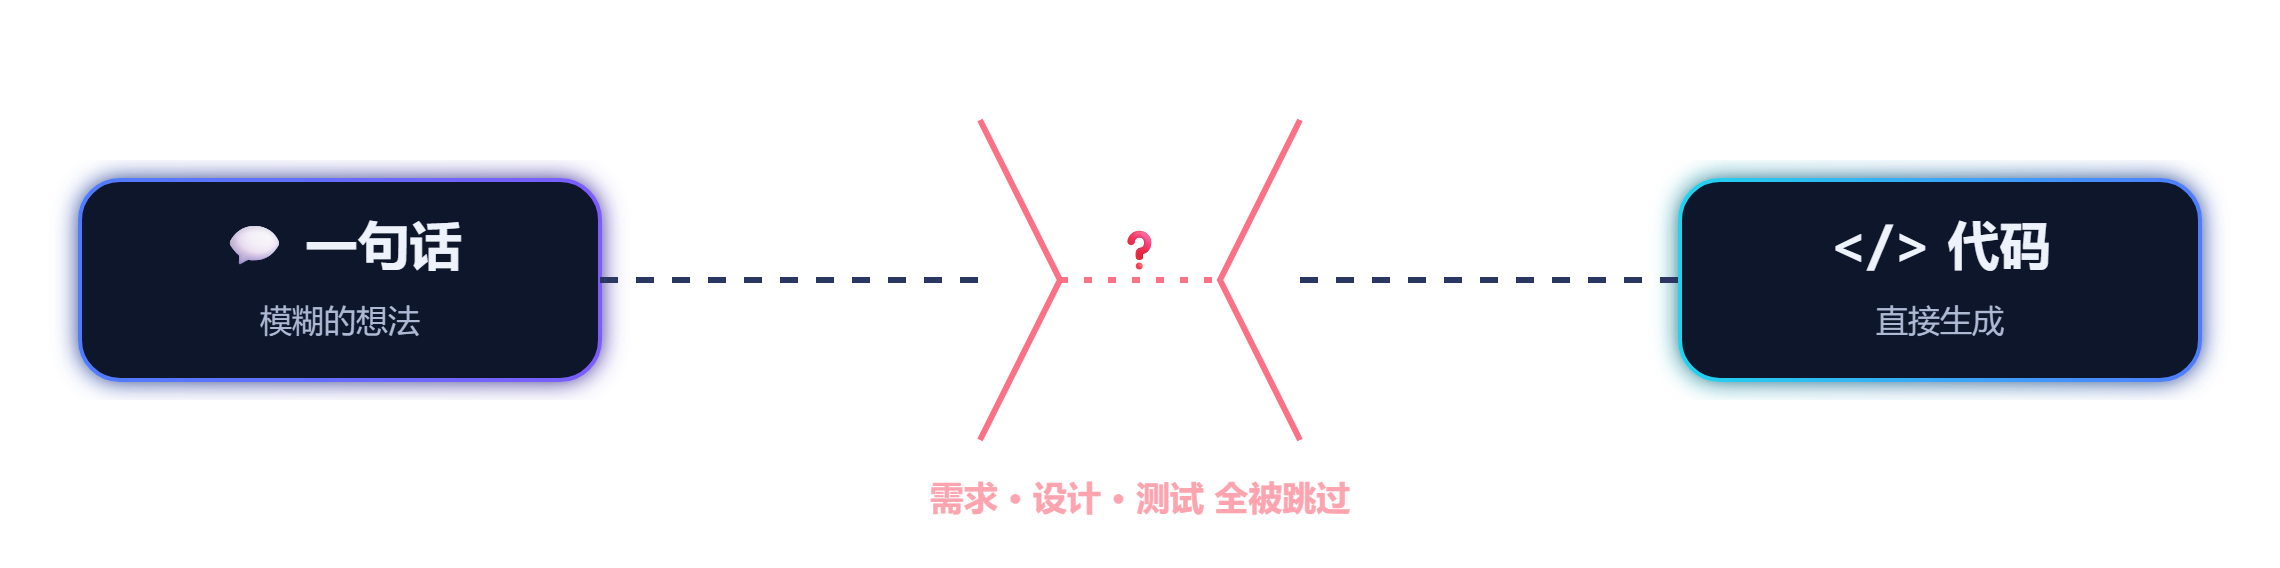 一句话
模糊的想法
❓
</> 代码
直接生成
需求·设计·测试 全被跳过